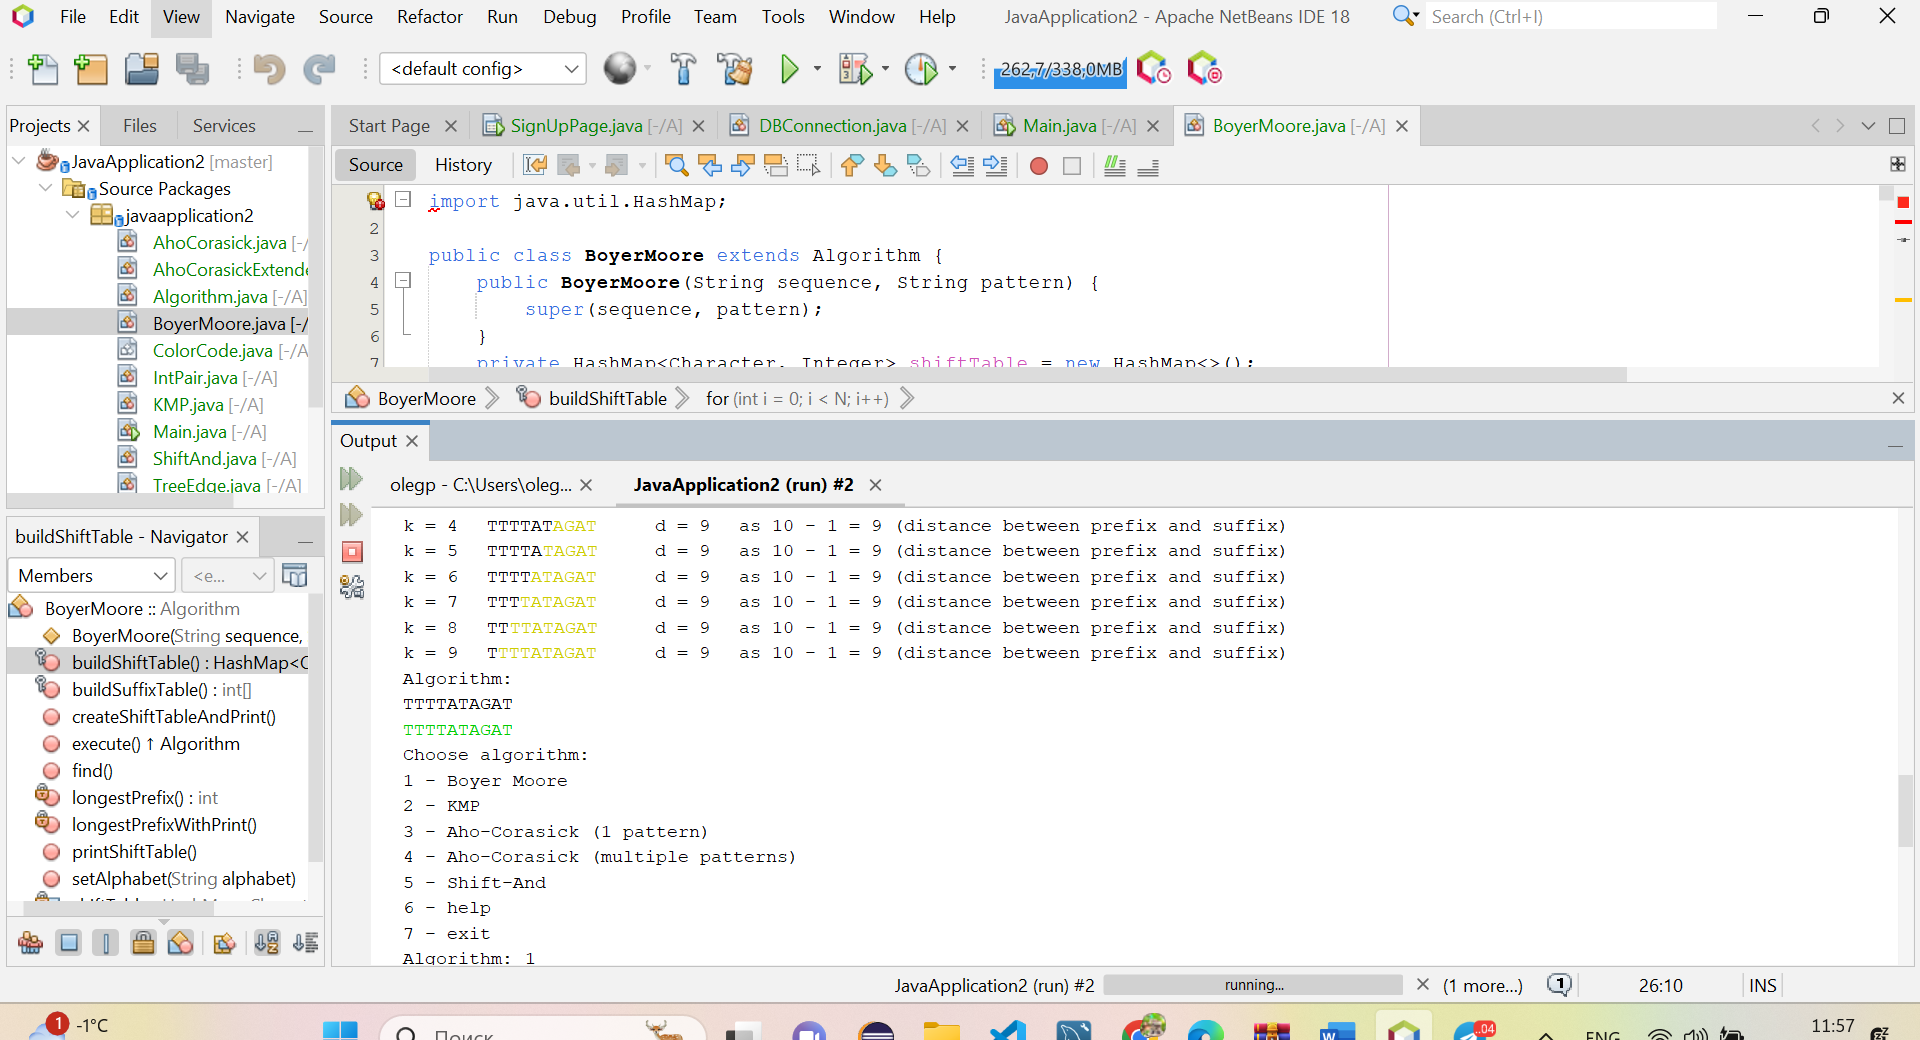 File Edit View Navigate Source Refactor Run Debug Profile Team Tools Window Help JavaApplication2 - Apache NetBeans IDE 18 Search (Ctrl+I)
<default config> 262,7/338,0MB
Projects Files Services
JavaApplication2 [master]
Source Packages
javaapplication2
AhoCorasick.java [-/
AhoCorasickExtende
Algorithm.java [-/A]
BoyerMoore.java [-/
ColorCode.java [-/A
IntPair.java [-/A]
KMP.java [-/A]
Main.java [-/A]
ShiftAnd.java [-/A]
TreeEdge.java [-/A]
buildShiftTable - Navigator
Members <e...
BoyerMoore :: Algorithm
BoyerMoore(String sequence,
buildShiftTable() : HashMap<C
buildSuffixTable() : int[]
createShiftTableAndPrint()
execute() ↑ Algorithm
find()
longestPrefix() : int
longestPrefixWithPrint()
printShiftTable()
setAlphabet(String alphabet)
Start Page SignUpPage.java [-/A] DBConnection.java [-/A] Main.java [-/A] BoyerMoore.java [-/A]
Source History
import java.util.HashMap;
2
3 public class BoyerMoore extends Algorithm {
4 public BoyerMoore(String sequence, String pattern) {
5 super(sequence, pattern);
6 }
7 private HashMap<Character, Integer> shiftTable = new HashMap<>();
BoyerMoore buildShiftTable for (int i = 0; i < N; i++)
Output
olegp - C:\Users\oleg... JavaApplication2 (run) #2
k = 4 TTTTATAGAT d = 9 as 10 - 1 = 9 (distance between prefix and suffix)
k = 5 TTTTATAGAT d = 9 as 10 - 1 = 9 (distance between prefix and suffix)
k = 6 TTTTATAGAT d = 9 as 10 - 1 = 9 (distance between prefix and suffix)
k = 7 TTTTATAGAT d = 9 as 10 - 1 = 9 (distance between prefix and suffix)
k = 8 TTTTATAGAT d = 9 as 10 - 1 = 9 (distance between prefix and suffix)
k = 9 TTTTATAGAT d = 9 as 10 - 1 = 9 (distance between prefix and suffix)
Algorithm:
TTTTATAGAT
TTTTATAGAT
Choose algorithm:
1 - Boyer Moore
2 - KMP
3 - Aho-Corasick (1 pattern)
4 - Aho-Corasick (multiple patterns)
5 - Shift-And
6 - help
7 - exit
Algorithm: 1
JavaApplication2 (run) #2 running... (1 more...) 1 26:10 INS
1 -1°C Поиск ..04 ENG 11:57